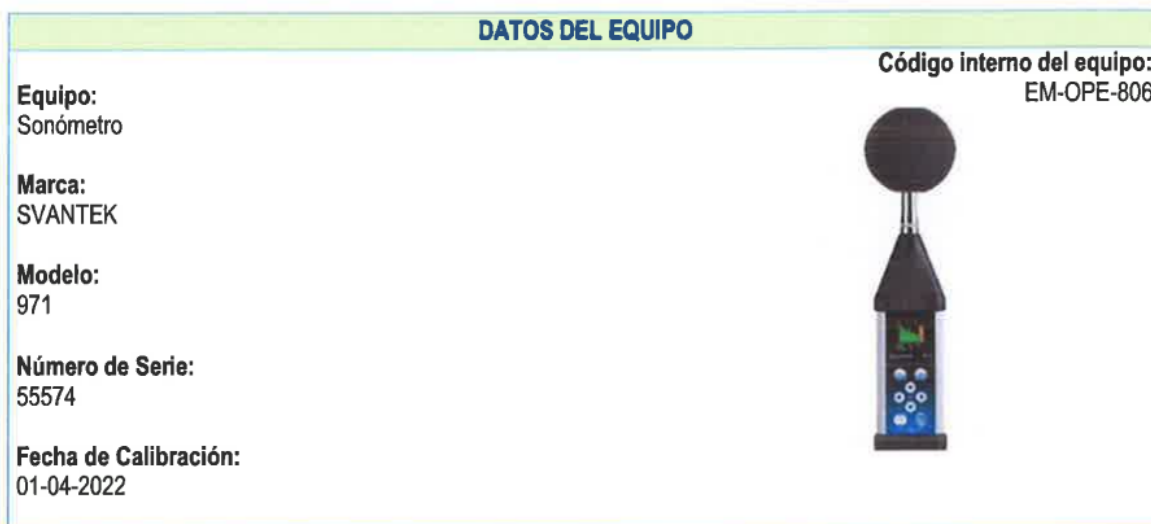 DATOS DEL EQUIPO
Código interno del equipo:
EM-OPE-806
Equipo:
Sonómetro
Marca:
SVANTEK
Modelo:
971
Número de Serie:
55574
Fecha de Calibración:
01-04-2022